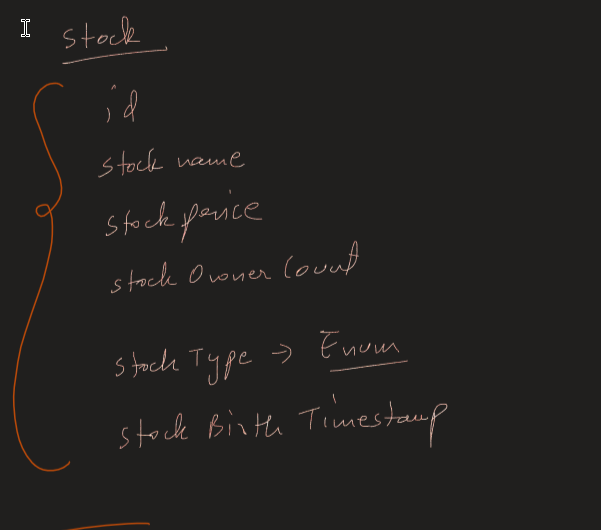 stock
id
stock name
stock price
stock Owner Count
stock Type → Enum
stock Birth Timestamp